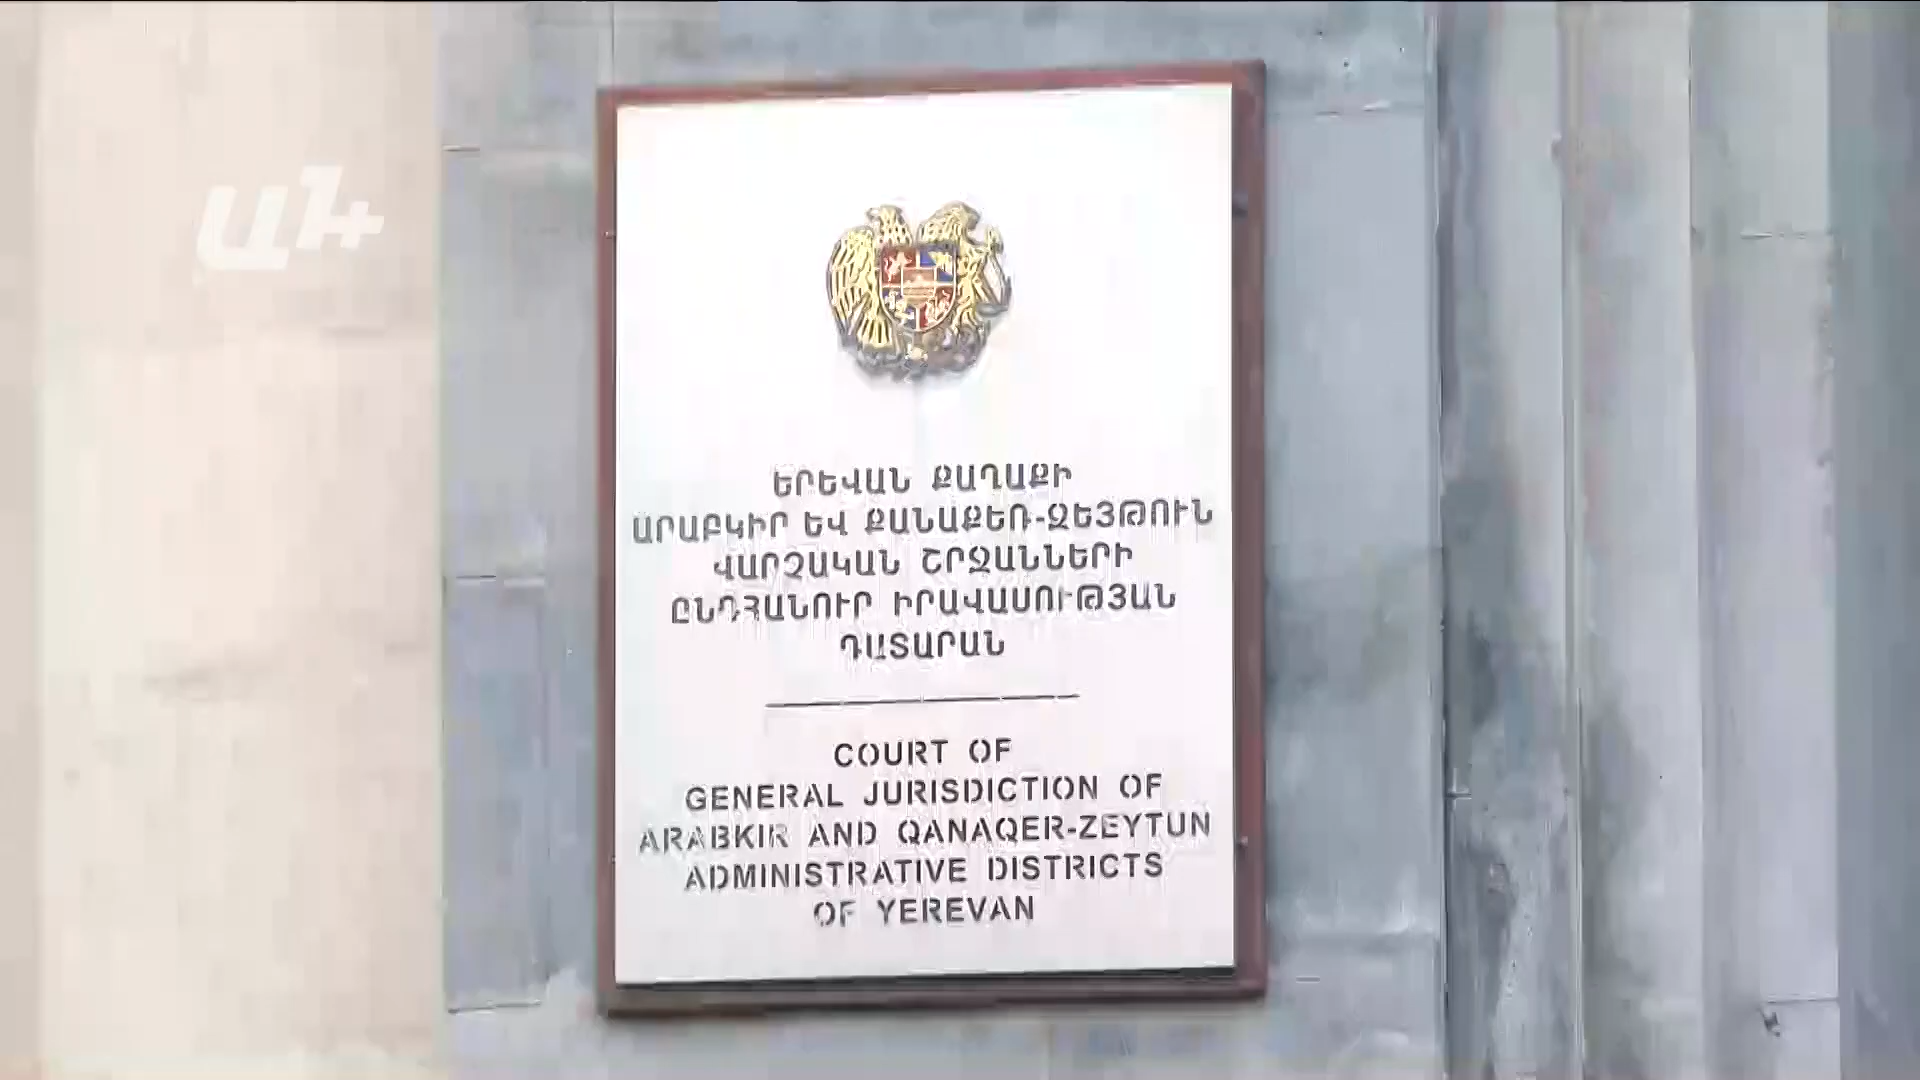 ԱԻ+
ԵՐԵՎԱՆ ՔԱՂԱՔԻ
ԱՐԱԲԿԻՐ ԵՎ ՔԱՆԱՔԵՌ-ԶԵՅԹՈՒՆ
ՎԱՐՉԱԿԱՆ ՇՐՋԱՆՆԵՐԻ
ԸՆԴՀԱՆՈՒՐ ԻՐԱՎԱՍՈՒԹՅԱՆ
ԴԱՏԱՐԱՆ
COURT OF
GENERAL JURISDICTION OF
ARABKIR AND QANAQER-ZEYTUN
ADMINISTRATIVE DISTRICTS
OF YEREVAN